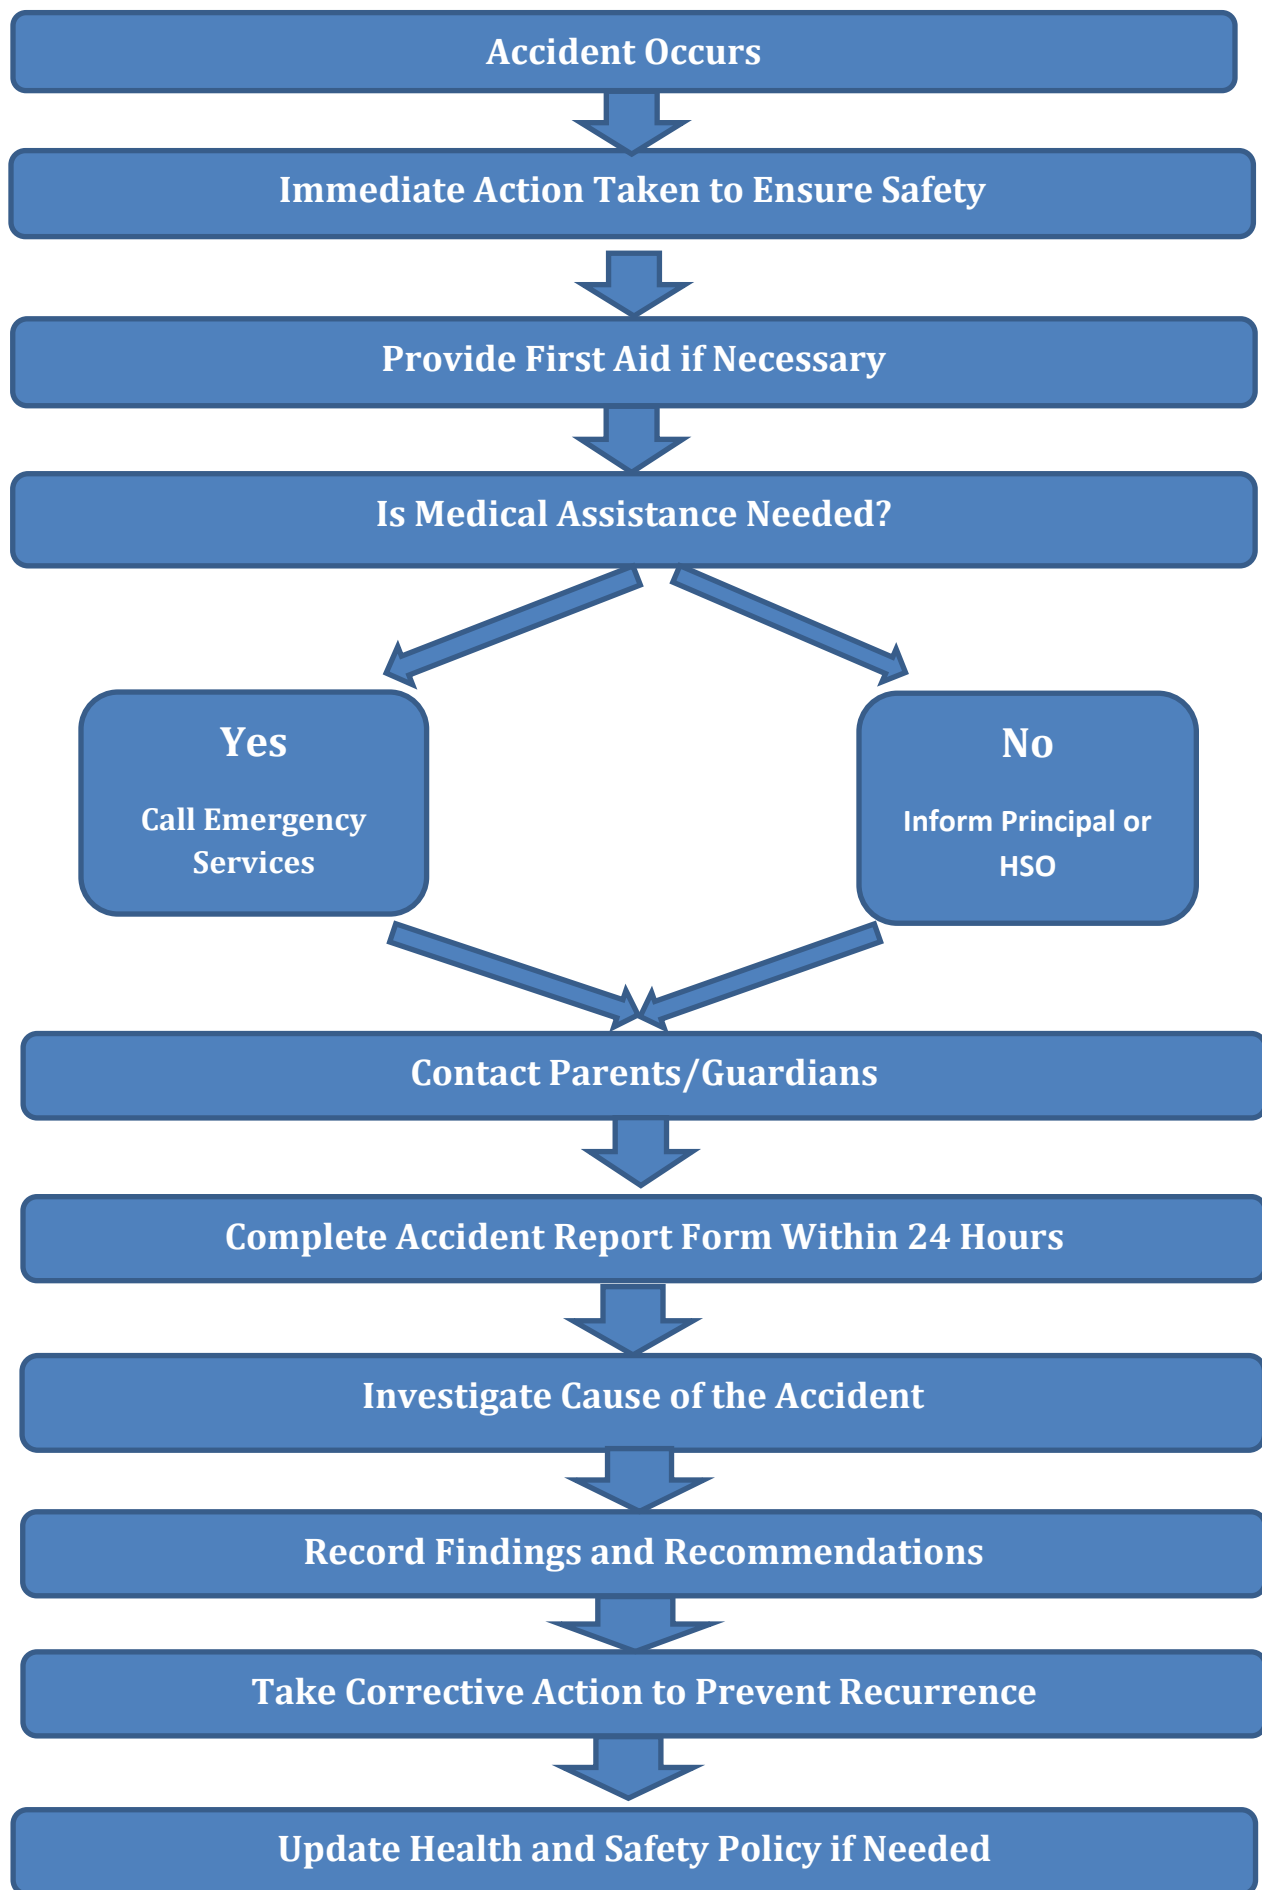 Accident Occurs
Immediate Action Taken to Ensure Safety
Provide First Aid if Necessary
Is Medical Assistance Needed?
Yes
Call Emergency
Services
No
Inform Principal or
HSO
Contact Parents/Guardians
Complete Accident Report Form Within 24 Hours
Investigate Cause of the Accident
Record Findings and Recommendations
Take Corrective Action to Prevent Recurrence
Update Health and Safety Policy if Needed